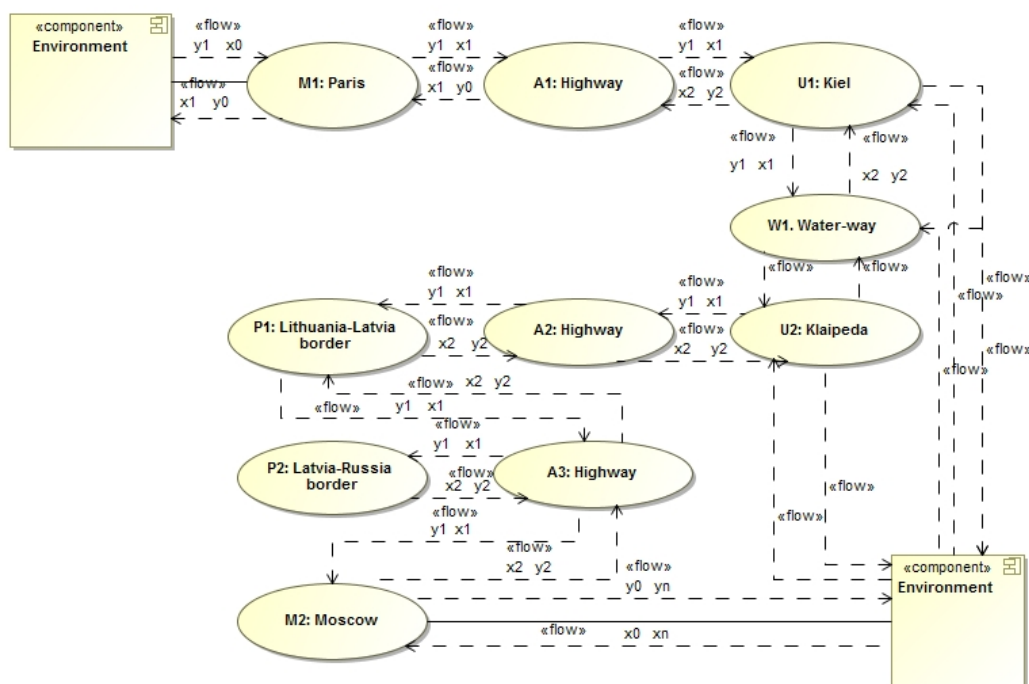 «component»
Environment
«flow»
y1 x0
«flow»
x1 y0
M1: Paris
«flow»
y1 x1
«flow»
x1 y0
A1: Highway
«flow»
y1 x1
«flow»
x2 y2
U1: Kiel
«flow»
y1 x1
«flow»
x2 y2
W1. Water-way
«flow»
«flow»
«flow»
«flow»
«flow»
«flow»
«flow»
y1 x1
P1: Lithuania-Latvia
border
«flow»
x2 y2
A2: Highway
«flow»
y1 x1
«flow»
x2 y2
U2: Klaipeda
«flow» x2 y2
«flow» y1 x1
«flow»
y1 x1
P2: Latvia-Russia
border
«flow»
x2 y2
A3: Highway
«flow»
y1 x1
«flow»
x2 y2
«flow»
«flow»
«flow»
y0 yn
M2: Moscow
«flow» x0 xn
«component»
Environment